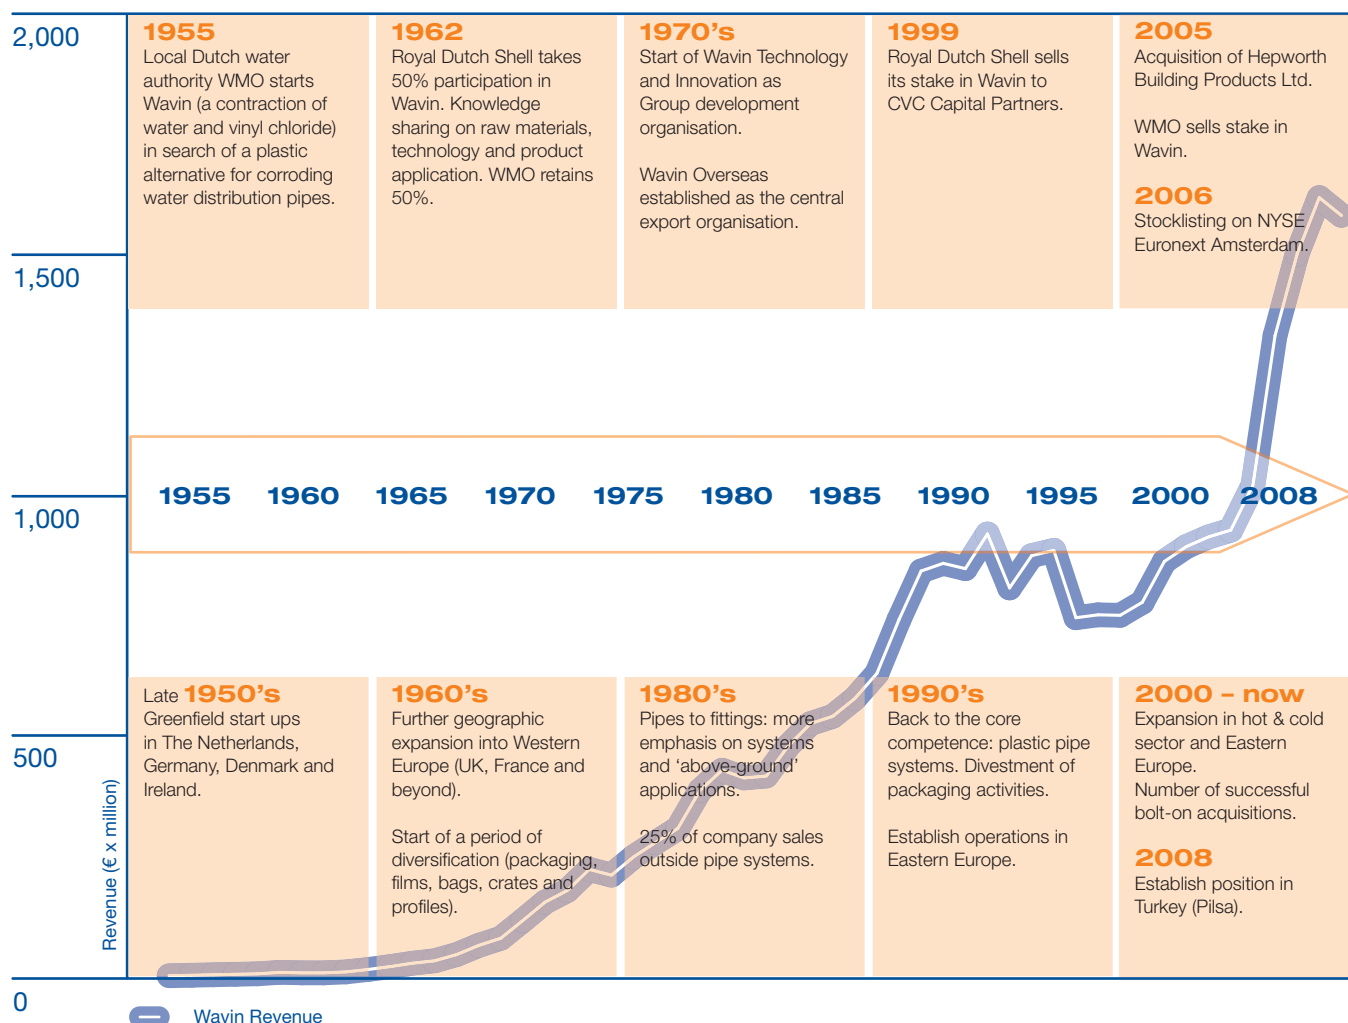 2,000
1,500
1,000
500
0
Revenue (€ x million)
1955
Local Dutch water
authority WMO starts
Wavin (a contraction of
water and vinyl chloride)
in search of a plastic
alternative for corroding
water distribution pipes.
1962
Royal Dutch Shell takes
50% participation in
Wavin. Knowledge
sharing on raw materials,
technology and product
application. WMO retains
50%.
1970's
Start of Wavin Technology
and Innovation as
Group development
organisation.
Wavin Overseas
established as the central
export organisation.
1999
Royal Dutch Shell sells
its stake in Wavin to
CVC Capital Partners.
2005
Acquisition of Hepworth
Building Products Ltd.
WMO sells stake in
Wavin.
2006
Stocklisting on NYSE
Euronext Amsterdam.
1955 1960 1965 1970 1975 1980 1985 1990 1995 2000 2008
Late 1950's
Greenfield start ups
in The Netherlands,
Germany, Denmark and
Ireland.
1960's
Further geographic
expansion into Western
Europe (UK, France and
beyond).
Start of a period of
diversification (packaging,
films, bags, crates and
profiles).
1980's
Pipes to fittings: more
emphasis on systems
and ‘above-ground’
applications.
25% of company sales
outside pipe systems.
1990's
Back to the core
competence: plastic pipe
systems. Divestment of
packaging activities.
Establish operations in
Eastern Europe.
2000 – now
Expansion in hot & cold
sector and Eastern
Europe.
Number of successful
bolt-on acquisitions.
2008
Establish position in
Turkey (Pilsa).
Wavin Revenue